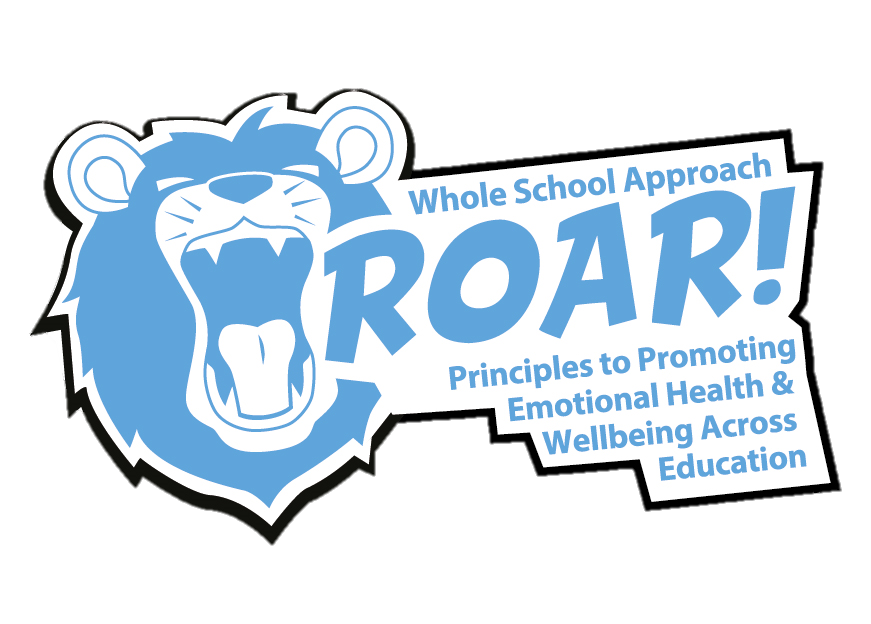 Whole School Approach
ROAR!
Principles to Promoting
Emotional Health &
Wellbeing Across
Education